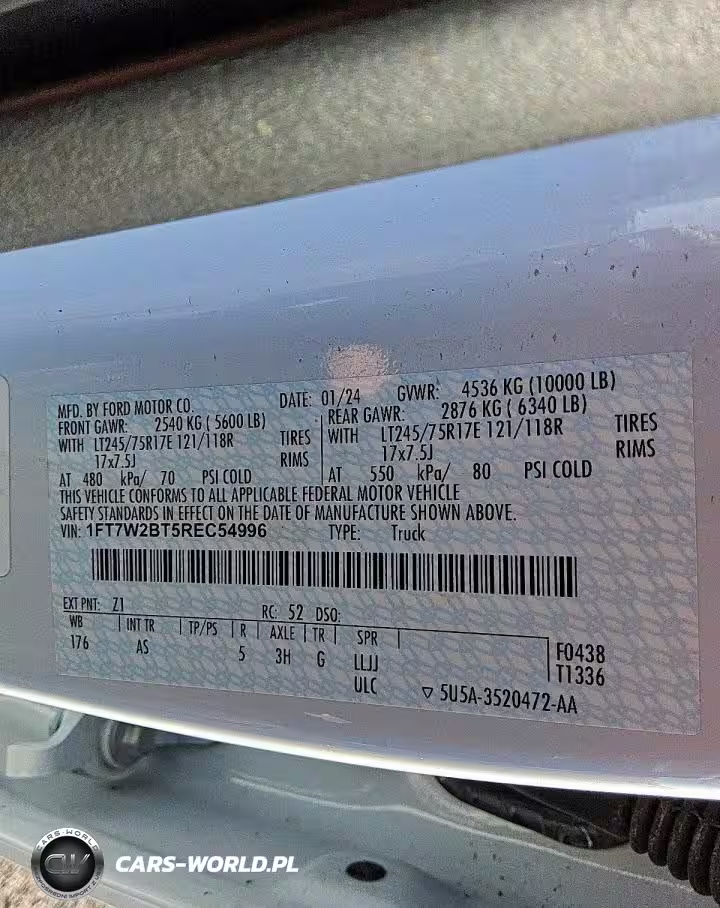 MFD. BY FORD MOTOR CO. DATE: 01/24 GVWR: 4536 KG (10000 LB)
FRONT GAWR: 2540 KG ( 5600 LB) REAR GAWR: 2876 KG ( 6340 LB)
WITH LT245/75R17E 121/118R TIRES WITH LT245/75R17E 121/118R TIRES
17x7.5J RIMS 17x7.5J RIMS
AT 480 kPa/ 70 PSI COLD AT 550 kPa/ 80 PSI COLD
THIS VEHICLE CONFORMS TO ALL APPLICABLE FEDERAL MOTOR VEHICLE
SAFETY STANDARDS IN EFFECT ON THE DATE OF MANUFACTURE SHOWN ABOVE.
VIN: 1FT7W2BT5REC54996 TYPE: Truck
EXT PNT: Z1 RC: 52 DSO:
WB INT TR TP/PS R AXLE TR SPR
176 AS 5 3H G LLJJ F0438
ULC T1336
▽ 5U5A-3520472-AA
CARS-WORLD
CARS-WORLD.PL